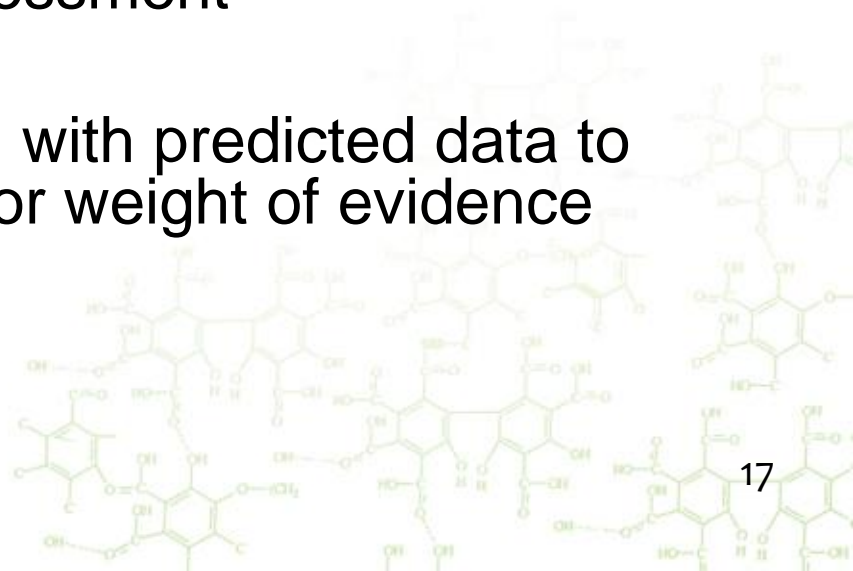 with predicted data to
or weight of evidence
17